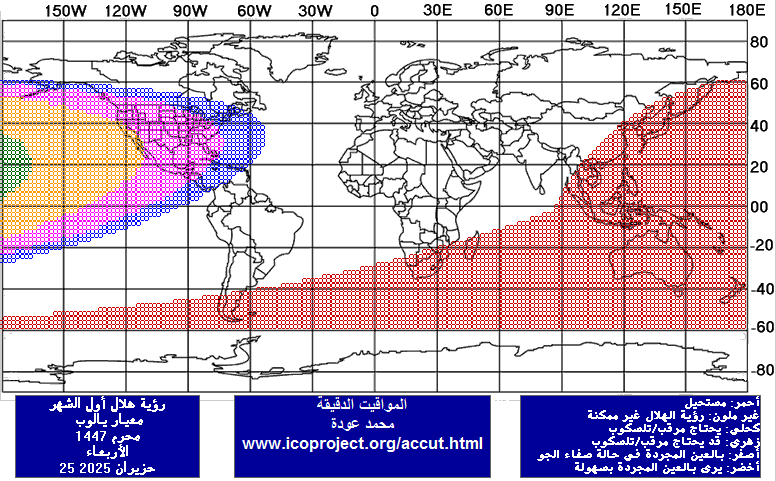 150W 120W 90W 60W 30W 0 30E 60E 90E 120E 150E 180E
80
60
40
20
00
-20
-40
-60
-80
رؤية هلال أول الشهر
معيار يالوب
محرم 1447
الأربعاء
25 حزيران 2025
المواقيت الدقيقة
محمد عودة
www.icoproject.org/accut.html
أحمر: مستحيل
غير ملون: رؤية الهلال غير ممكنة
كحلي: يحتاج مرقب/تلسكوب
زهري: قد يحتاج مرقب/تلسكوب
أصفر: بالعين المجردة في حالة صفاء الجو
أخضر: يرى بالعين المجردة بسهولة